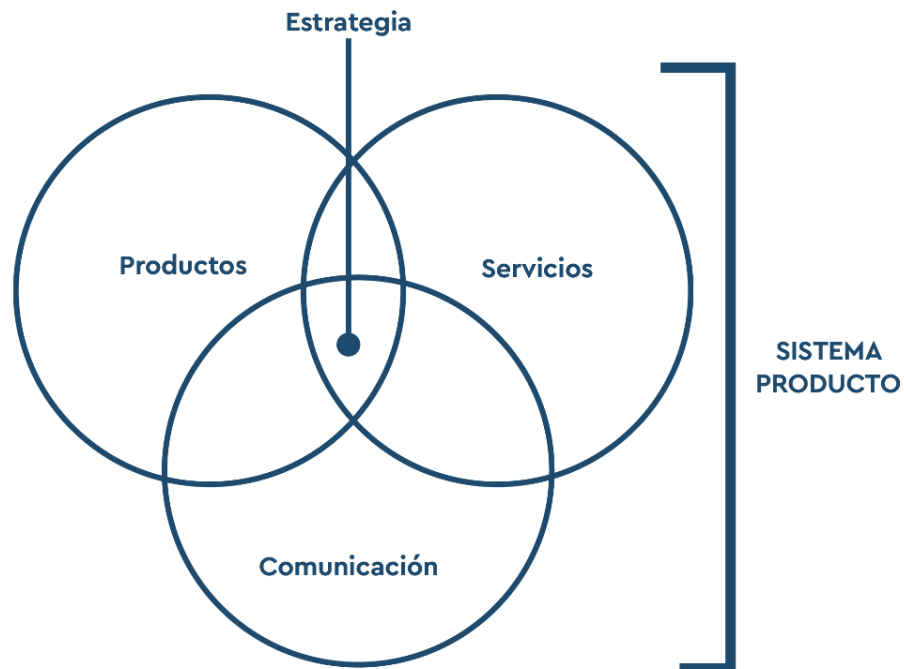 Estrategia
Productos
Servicios
SISTEMA
PRODUCTO
Comunicación